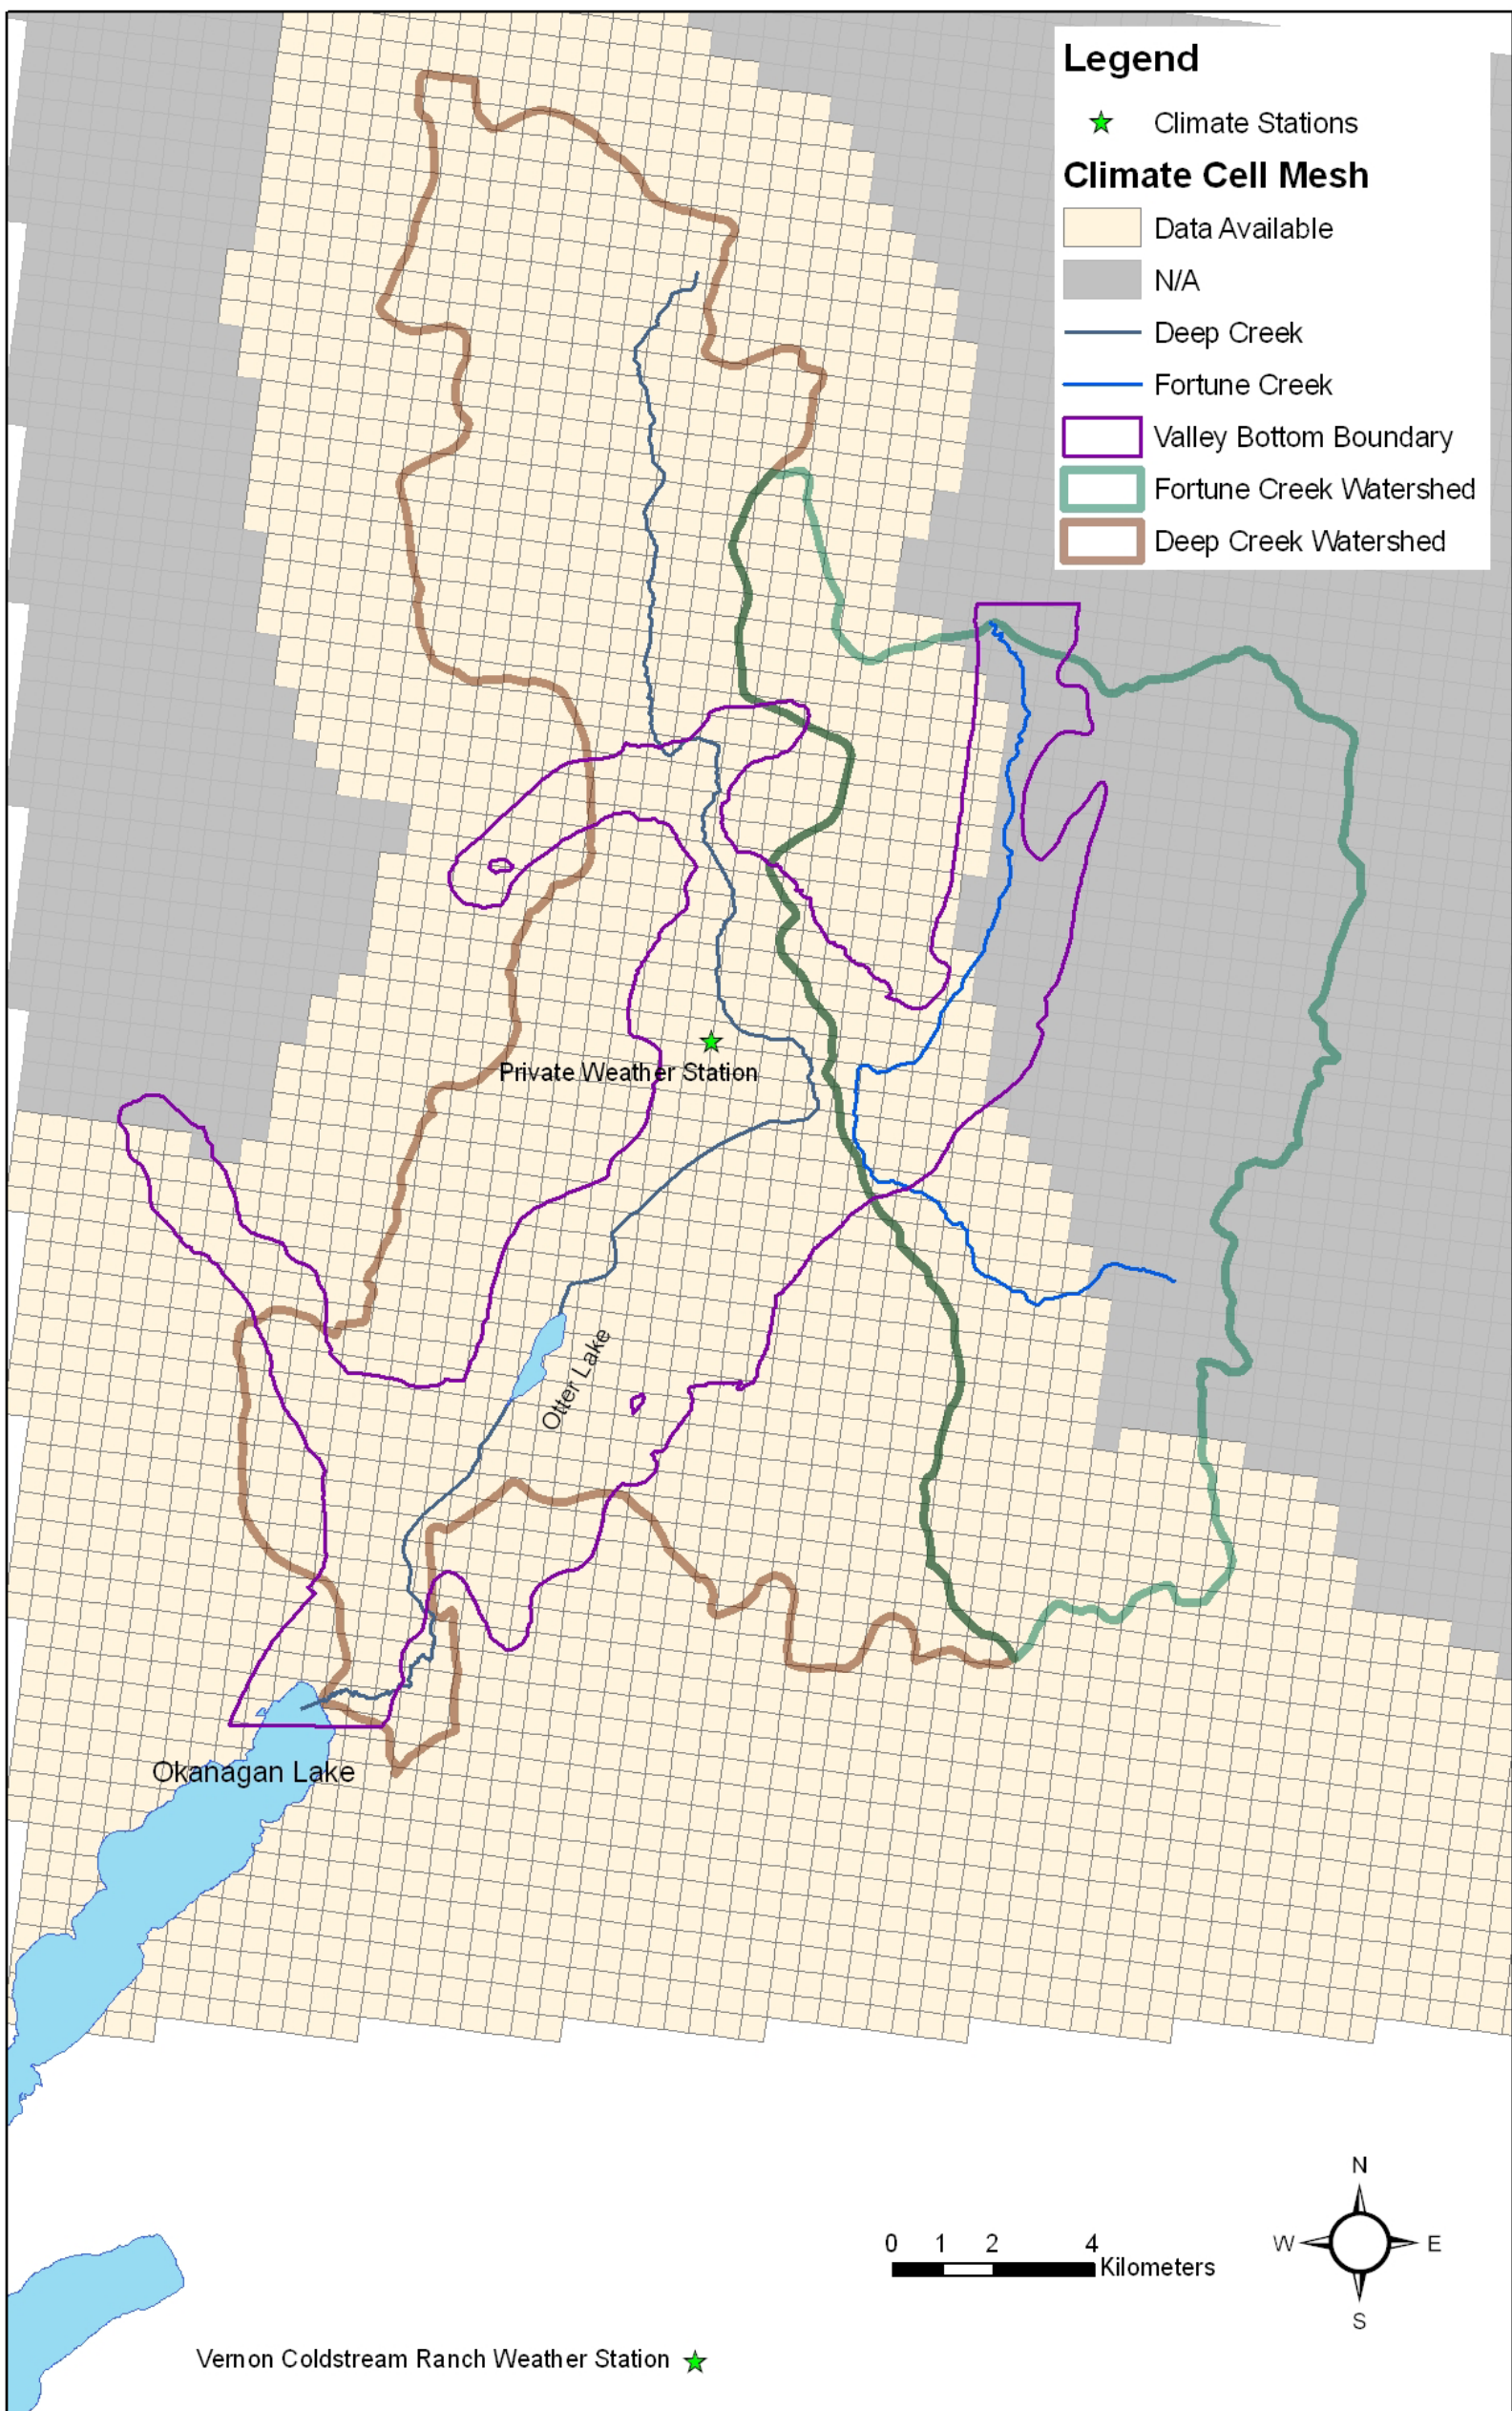 Legend
Climate Stations
Climate Cell Mesh
Data Available
N/A
Deep Creek
Fortune Creek
Valley Bottom Boundary
Fortune Creek Watershed
Deep Creek Watershed
Private Weather Station
Otter Lake
Okanagan Lake
N
W E
S
0 1 2 4
Kilometers
Vernon Coldstream Ranch Weather Station